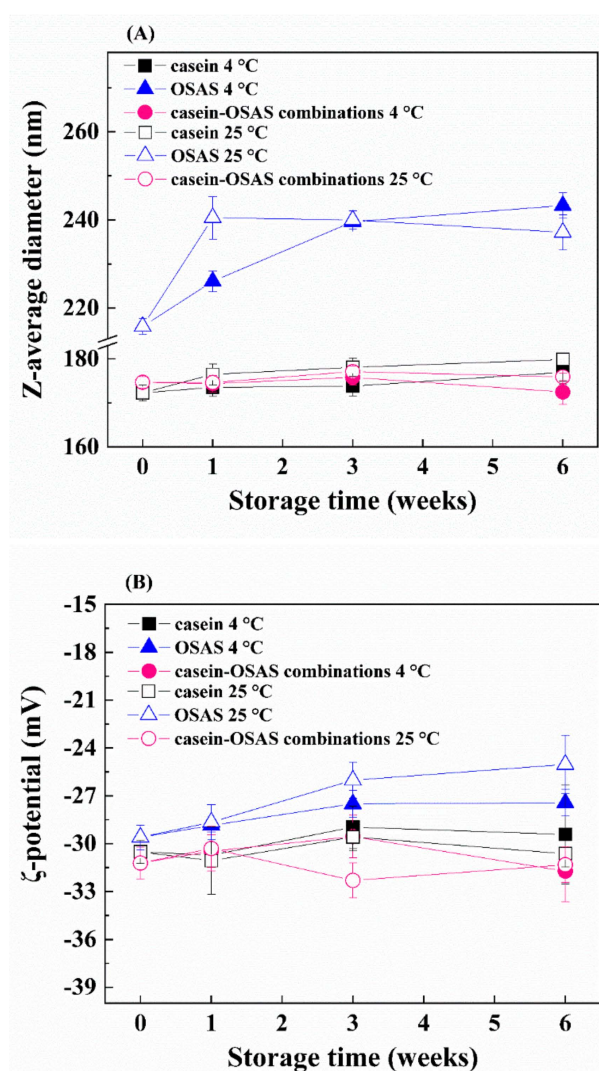 (A)
casein 4 °C
OSAS 4 °C
casein-OSAS combinations 4 °C
casein 25 °C
OSAS 25 °C
casein-OSAS combinations 25 °C
Z-average diameter (nm)
260
240
220
180
160
0 1 2 3 4 5 6
Storage time (weeks)
(B)
-15
casein 4 °C
OSAS 4 °C
casein-OSAS combinations 4 °C
casein 25 °C
OSAS 25 °C
casein-OSAS combinations 25 °C
ζ-potential (mV)
-18
-21
-24
-27
-30
-33
-36
-39
0 1 2 3 4 5 6
Storage time (weeks)